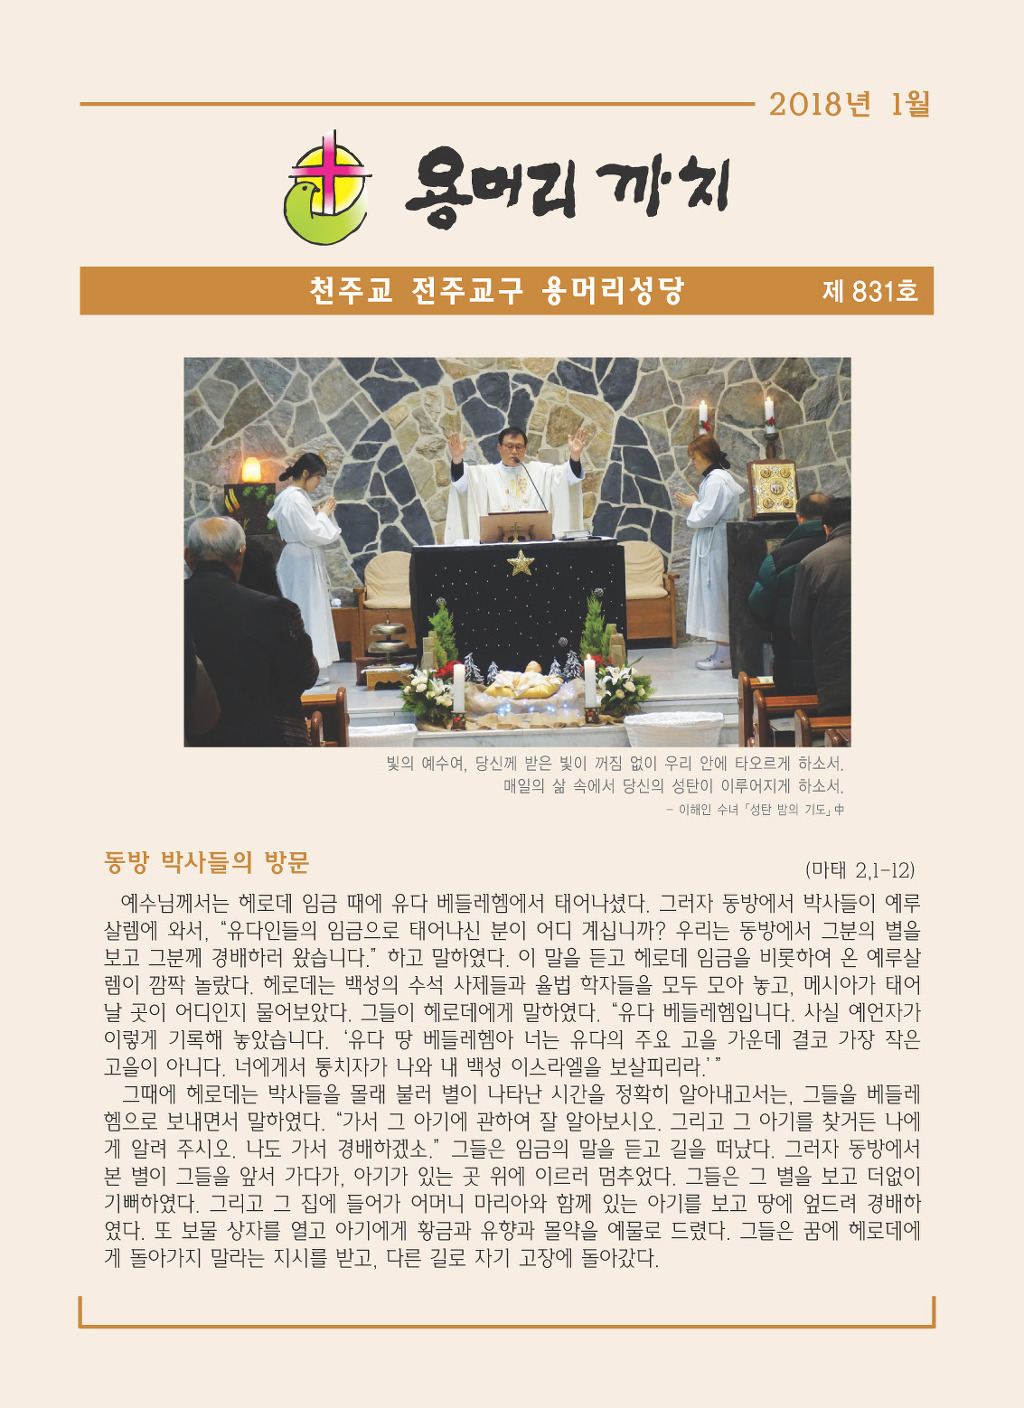 2018년 1월
용머리 까치
천주교 전주교구 용머리성당 제 831호
빛의 예수여, 당신께 받은 빛이 꺼짐 없이 우리 안에 타오르게 하소서.
매일의 삶 속에서 당신의 성탄이 이루어지게 하소서.
- 이해인 수녀 「성탄 밤의 기도」中
동방 박사들의 방문 (마태 2,1-12)
예수님께서는 헤로데 임금 때에 유다 베들레헴에서 태어나셨다. 그러자 동방에서 박사들이 예루
살렘에 와서, “유다인들의 임금으로 태어나신 분이 어디 계십니까? 우리는 동방에서 그분의 별을
보고 그분께 경배하러 왔습니다.” 하고 말하였다. 이 말을 듣고 헤로데 임금을 비롯하여 온 예루살
렘이 깜짝 놀랐다. 헤로데는 백성의 수석 사제들과 율법 학자들을 모두 모아 놓고, 메시아가 태어
날 곳이 어디인지 물어보았다. 그들이 헤로데에게 말하였다. “유다 베들레헴입니다. 사실 예언자가
이렇게 기록해 놓았습니다. ‘유다 땅 베들레헴아 너는 유다의 주요 고을 가운데 결코 가장 작은
고을이 아니다. 너에게서 통치자가 나와 내 백성 이스라엘을 보살피리라.’ ”
그때에 헤로데는 박사들을 몰래 불러 별이 나타난 시간을 정확히 알아내고서는, 그들을 베들레
헴으로 보내면서 말하였다. “가서 그 아기에 관하여 잘 알아보시오. 그리고 그 아기를 찾거든 나에
게 알려 주시오. 나도 가서 경배하겠소.” 그들은 임금의 말을 듣고 길을 떠났다. 그러자 동방에서
본 별이 그들을 앞서 가다가, 아기가 있는 곳 위에 이르러 멈추었다. 그들은 그 별을 보고 더없이
기뻐하였다. 그리고 그 집에 들어가 어머니 마리아와 함께 있는 아기를 보고 땅에 엎드려 경배하
였다. 또 보물 상자를 열고 아기에게 황금과 유향과 몰약을 예물로 드렸다. 그들은 꿈에 헤로데에
게 돌아가지 말라는 지시를 받고, 다른 길로 자기 고장에 돌아갔다.